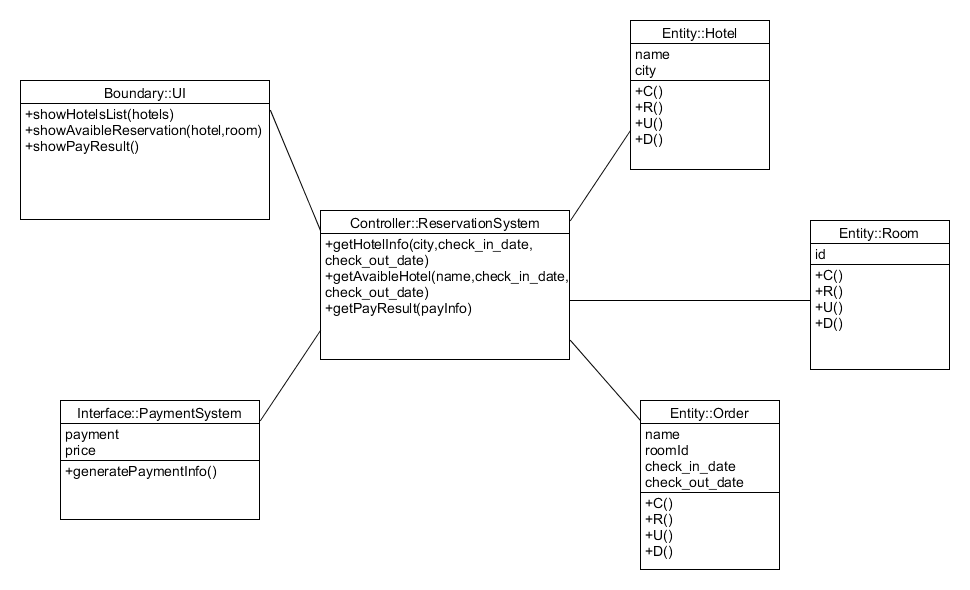 Boundary::UI
+showHotelsList(hotels)
+showAvaibleReservation(hotel,room)
+showPayResult()
Entity::Hotel
name
city
+C()
+R()
+U()
+D()
Controller::ReservationSystem
+getHotelInfo(city,check_in_date,
check_out_date)
+getAvaibleHotel(name,check_in_date,
check_out_date)
+getPayResult(payInfo)
Entity::Room
id
+C()
+R()
+U()
+D()
Interface::PaymentSystem
payment
price
+generatePaymentInfo()
Entity::Order
name
roomId
check_in_date
check_out_date
+C()
+R()
+U()
+D()